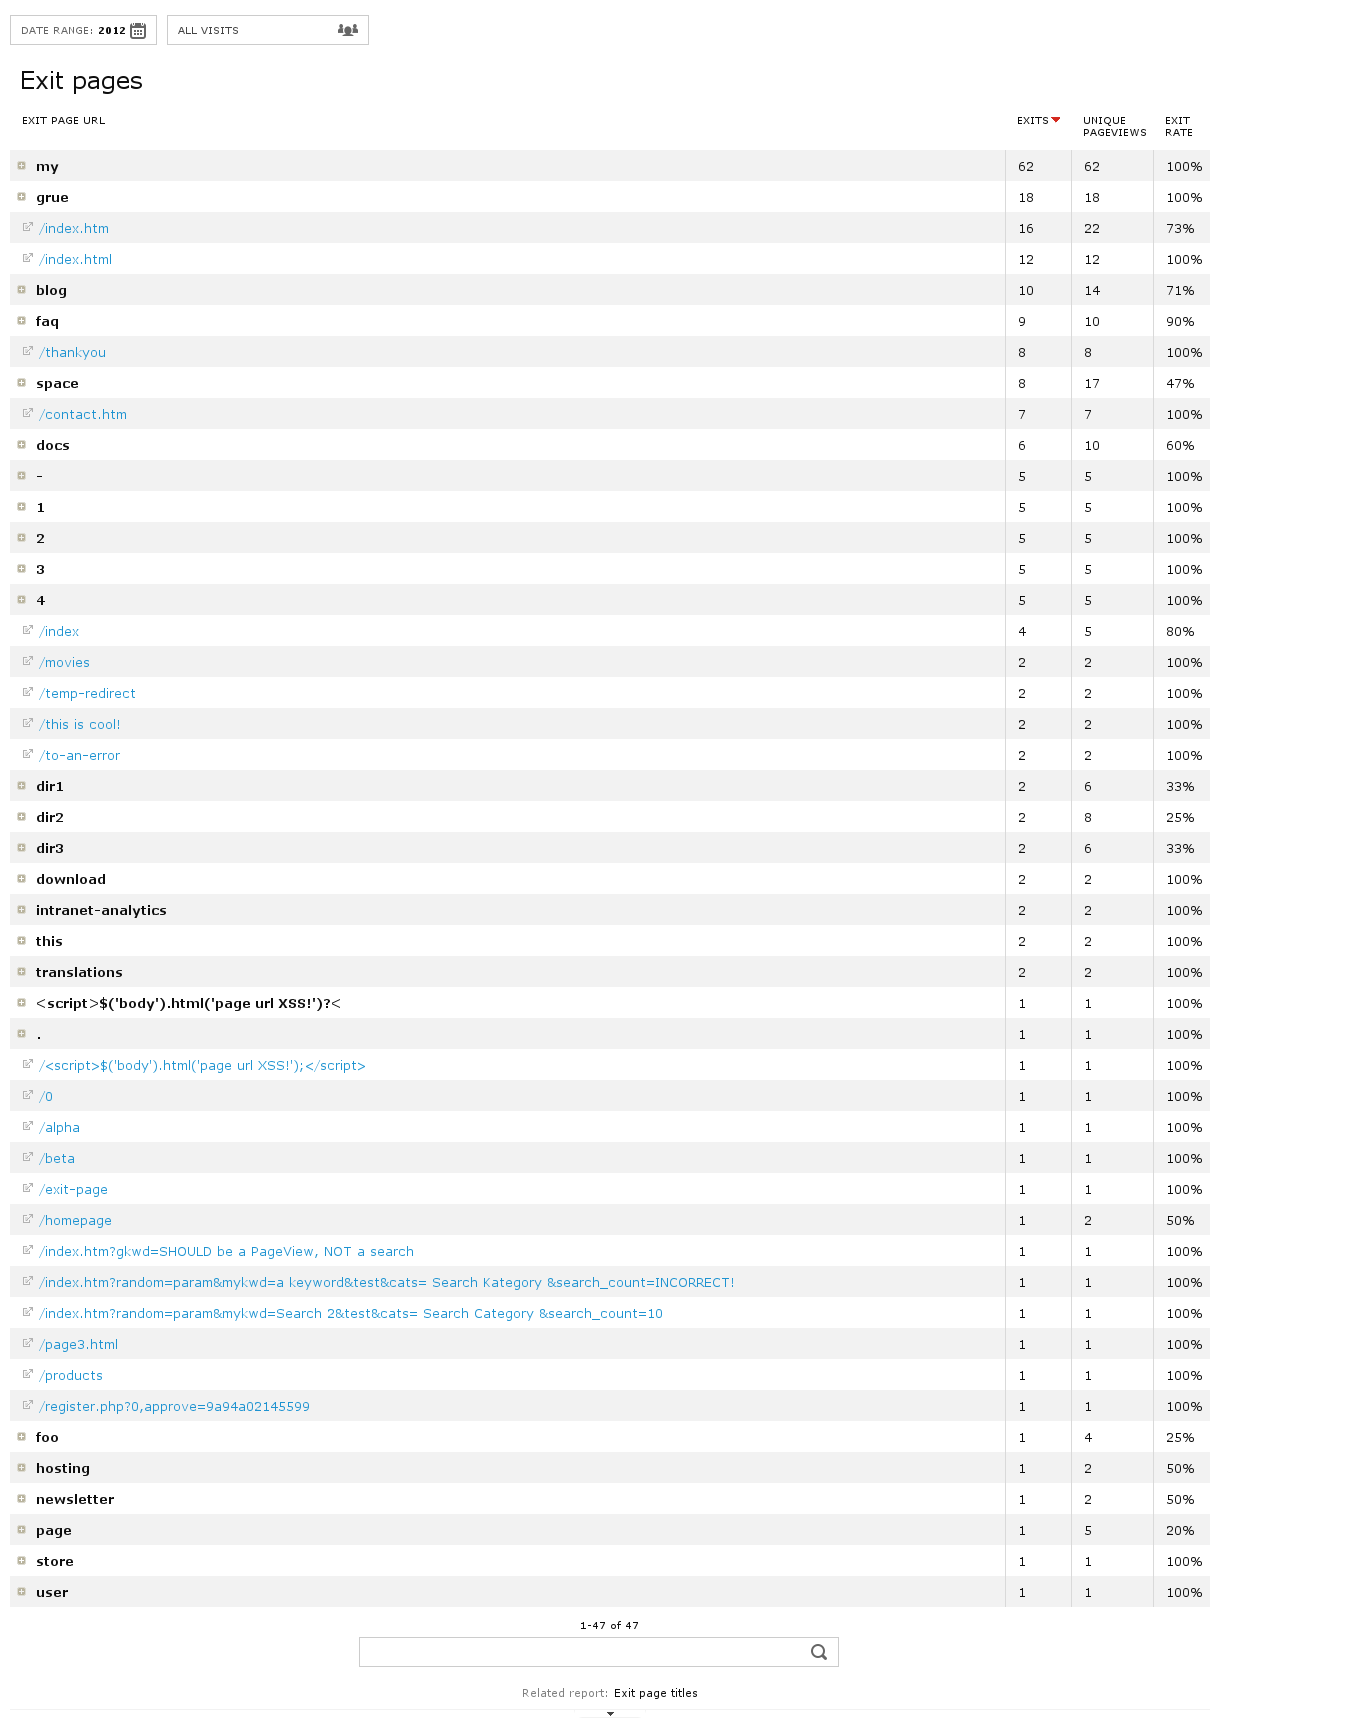 DATE RANGE: 2012 ALL VISITS
Exit pages
EXIT PAGE URL EXITS UNIQUE PAGEVIEWS EXIT RATE
my 62 62 100%
grue 18 18 100%
/index.htm 16 22 73%
/index.html 12 12 100%
blog 10 14 71%
faq 9 10 90%
/thankyou 8 8 100%
space 8 17 47%
/contact.htm 7 7 100%
docs 6 10 60%
- 5 5 100%
1 5 5 100%
2 5 5 100%
3 5 5 100%
4 5 5 100%
/index 4 5 80%
/movies 2 2 100%
/temp-redirect 2 2 100%
/this is cool! 2 2 100%
/to-an-error 2 2 100%
dir1 2 6 33%
dir2 2 8 25%
dir3 2 6 33%
download 2 2 100%
intranet-analytics 2 2 100%
this 2 2 100%
translations 2 2 100%
<script>$('body').html('page url XSS!')?< 1 1 100%
. 1 1 100%
/<script>$('body').html('page url XSS!');</script> 1 1 100%
/0 1 1 100%
/alpha 1 1 100%
/beta 1 1 100%
/exit-page 1 1 100%
/homepage 1 2 50%
/index.htm?gkwd=SHOULD be a PageView, NOT a search 1 1 100%
/index.htm?random=param&mykwd=a keyword&test&cats= Search Kategory &search_count=INCORRECT! 1 1 100%
/index.htm?random=param&mykwd=Search 2&test&cats= Search Category &search_count=10 1 1 100%
/page3.html 1 1 100%
/products 1 1 100%
/register.php?0,approve=9a94a02145599 1 1 100%
foo 1 4 25%
hosting 1 2 50%
newsletter 1 2 50%
page 1 5 20%
store 1 1 100%
user 1 1 100%
1-47 of 47
Related report: Exit page titles